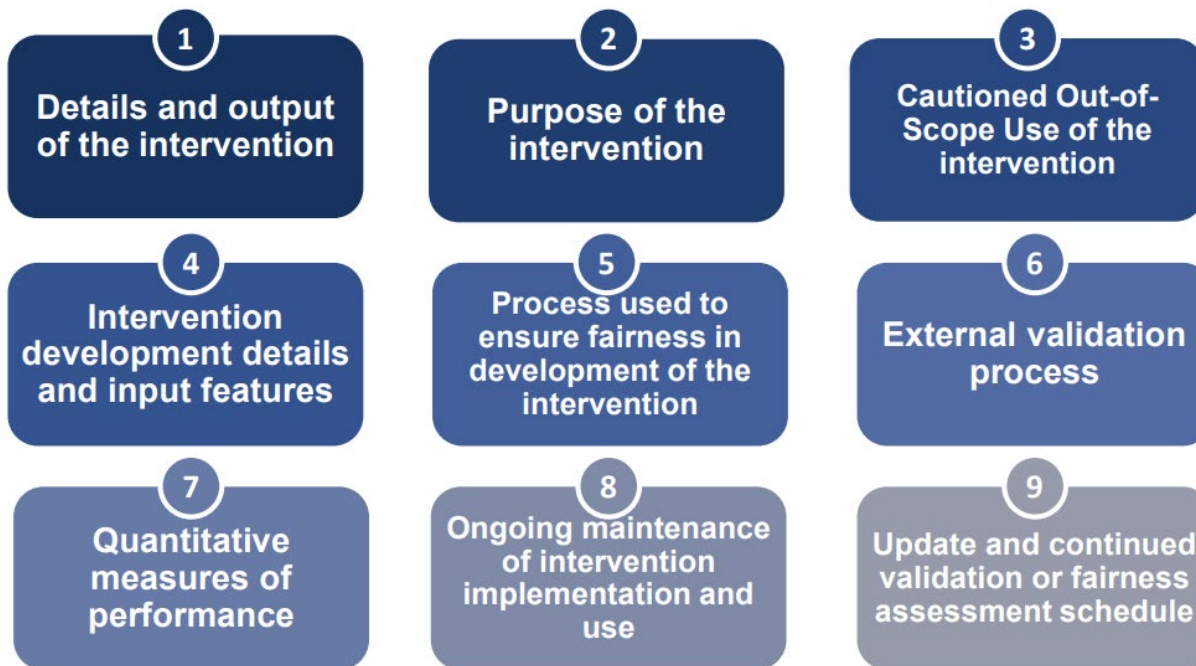 1
Details and output
of the intervention
2
Purpose of the
intervention
3
Cautioned Out-of-
Scope Use of the
intervention
4
Intervention
development details
and input features
5
Process used to
ensure fairness in
development of the
intervention
6
External validation
process
7
Quantitative
measures of
performance
8
Ongoing maintenance
of intervention
implementation and
use
9
Update and continued
validation or fairness
assessment schedule